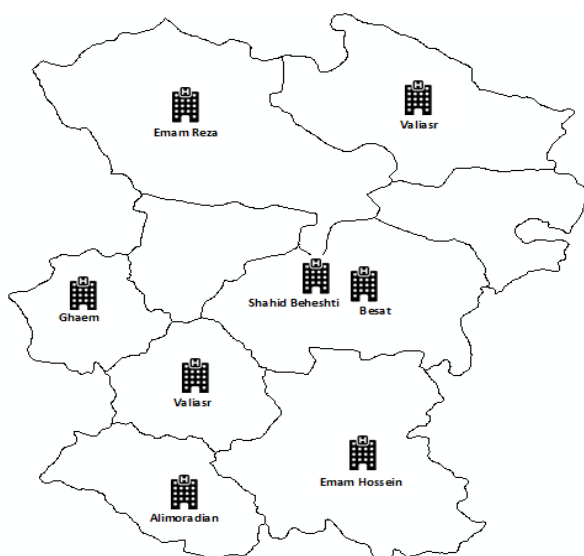 Emam Reza
Valiasr
Shahid Beheshti
Besat
Ghaem
Valiasr
Emam Hossein
Alimoradian